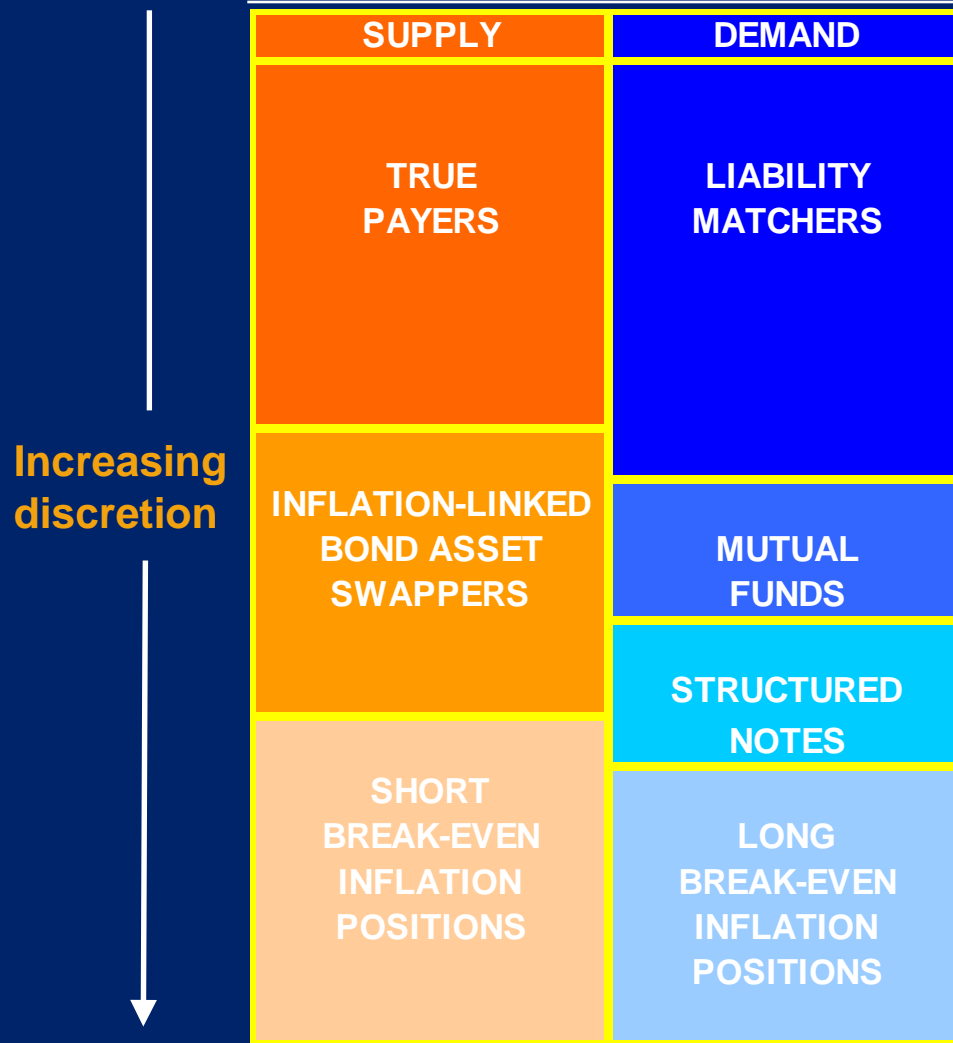 SUPPLY
DEMAND
TRUE
PAYERS
LIABILITY
MATCHERS
Increasing
discretion
INFLATION-LINKED
BOND ASSET
SWAPPERS
MUTUAL
FUNDS
STRUCTURED
NOTES
SHORT
BREAK-EVEN
INFLATION
POSITIONS
LONG
BREAK-EVEN
INFLATION
POSITIONS